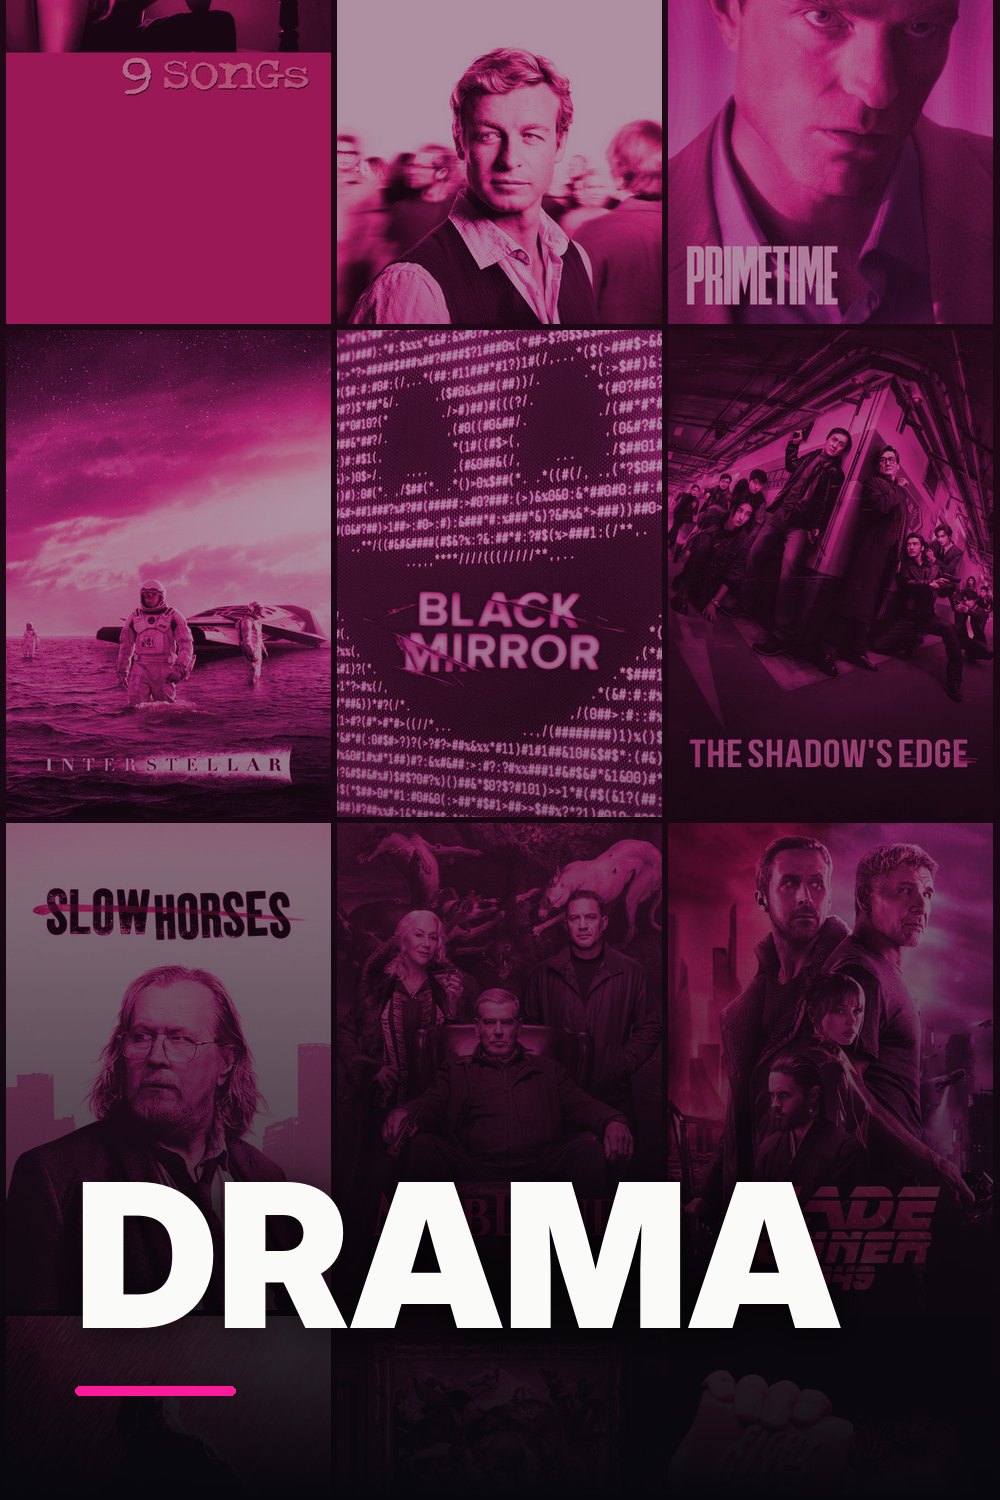 9 SONGS
PRIMETIME
BLACK
MIRROR
INTERSTELLAR
THE SHADOW'S EDGE
SLOW HORSES
DRAMA